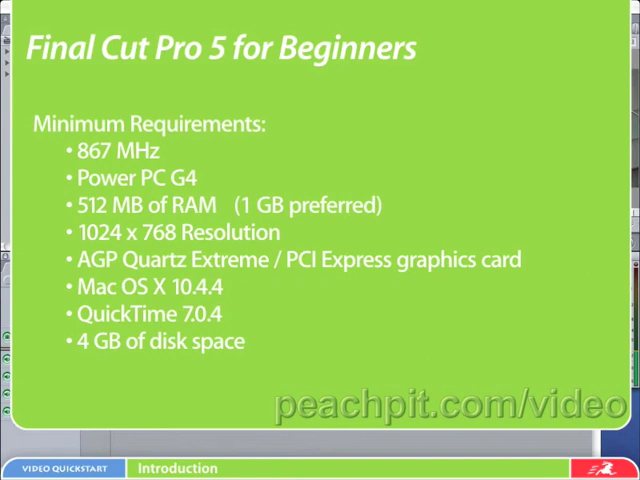 Final Cut Pro 5 for Beginners
Minimum Requirements:
• 867 MHz
• Power PC G4
• 512 MB of RAM (1 GB preferred)
• 1024 x 768 Resolution
• AGP Quartz Extreme / PCI Express graphics card
• Mac OS X 10.4.4
• QuickTime 7.0.4
• 4 GB of disk space
peachpit.com/video
VIDEO QUICKSTART
Introduction